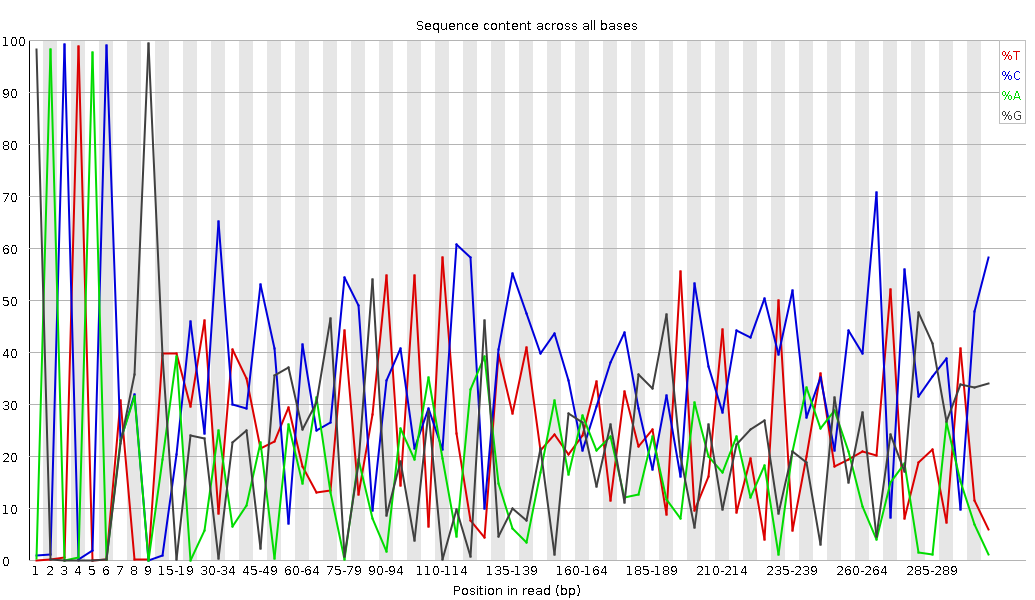 Sequence content across all bases
100
90
80
70
60
50
40
30
20
10
0
%T
%C
%A
%G
1 2 3 4 5 6 7 8 9 15-19 30-34 45-49 60-64 75-79 90-94 110-114 135-139 160-164 185-189 210-214 235-239 260-264 285-289
Position in read (bp)